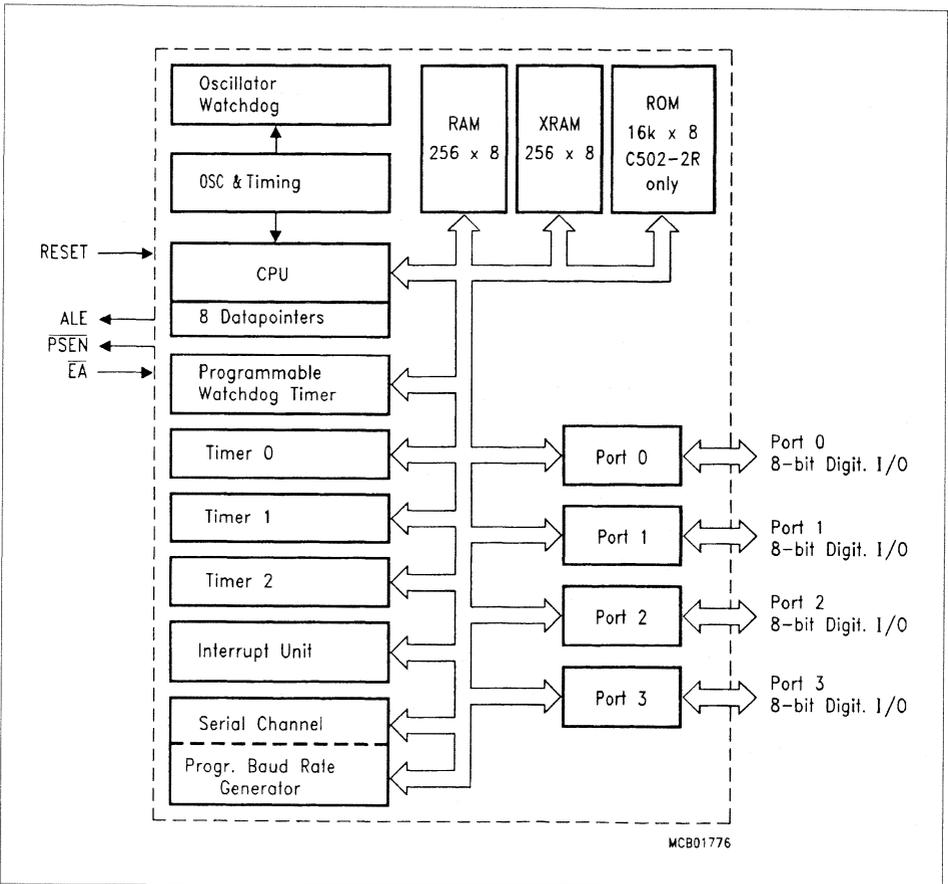 Oscillator
Watchdog
OSC & Timing
RAM
256 x 8
XRAM
256 x 8
ROM
16k x 8
C502-2R
only
RESET
CPU
8 Datapointers
ALE
PSEN
EA
Programmable
Watchdog Timer
Timer 0
Timer 1
Timer 2
Interrupt Unit
Serial Channel
Progr. Baud Rate
Generator
Port 0
Port 0
8-bit Digit. I/O
Port 1
Port 1
8-bit Digit. I/O
Port 2
Port 2
8-bit Digit. I/O
Port 3
Port 3
8-bit Digit. I/O
MCB01776